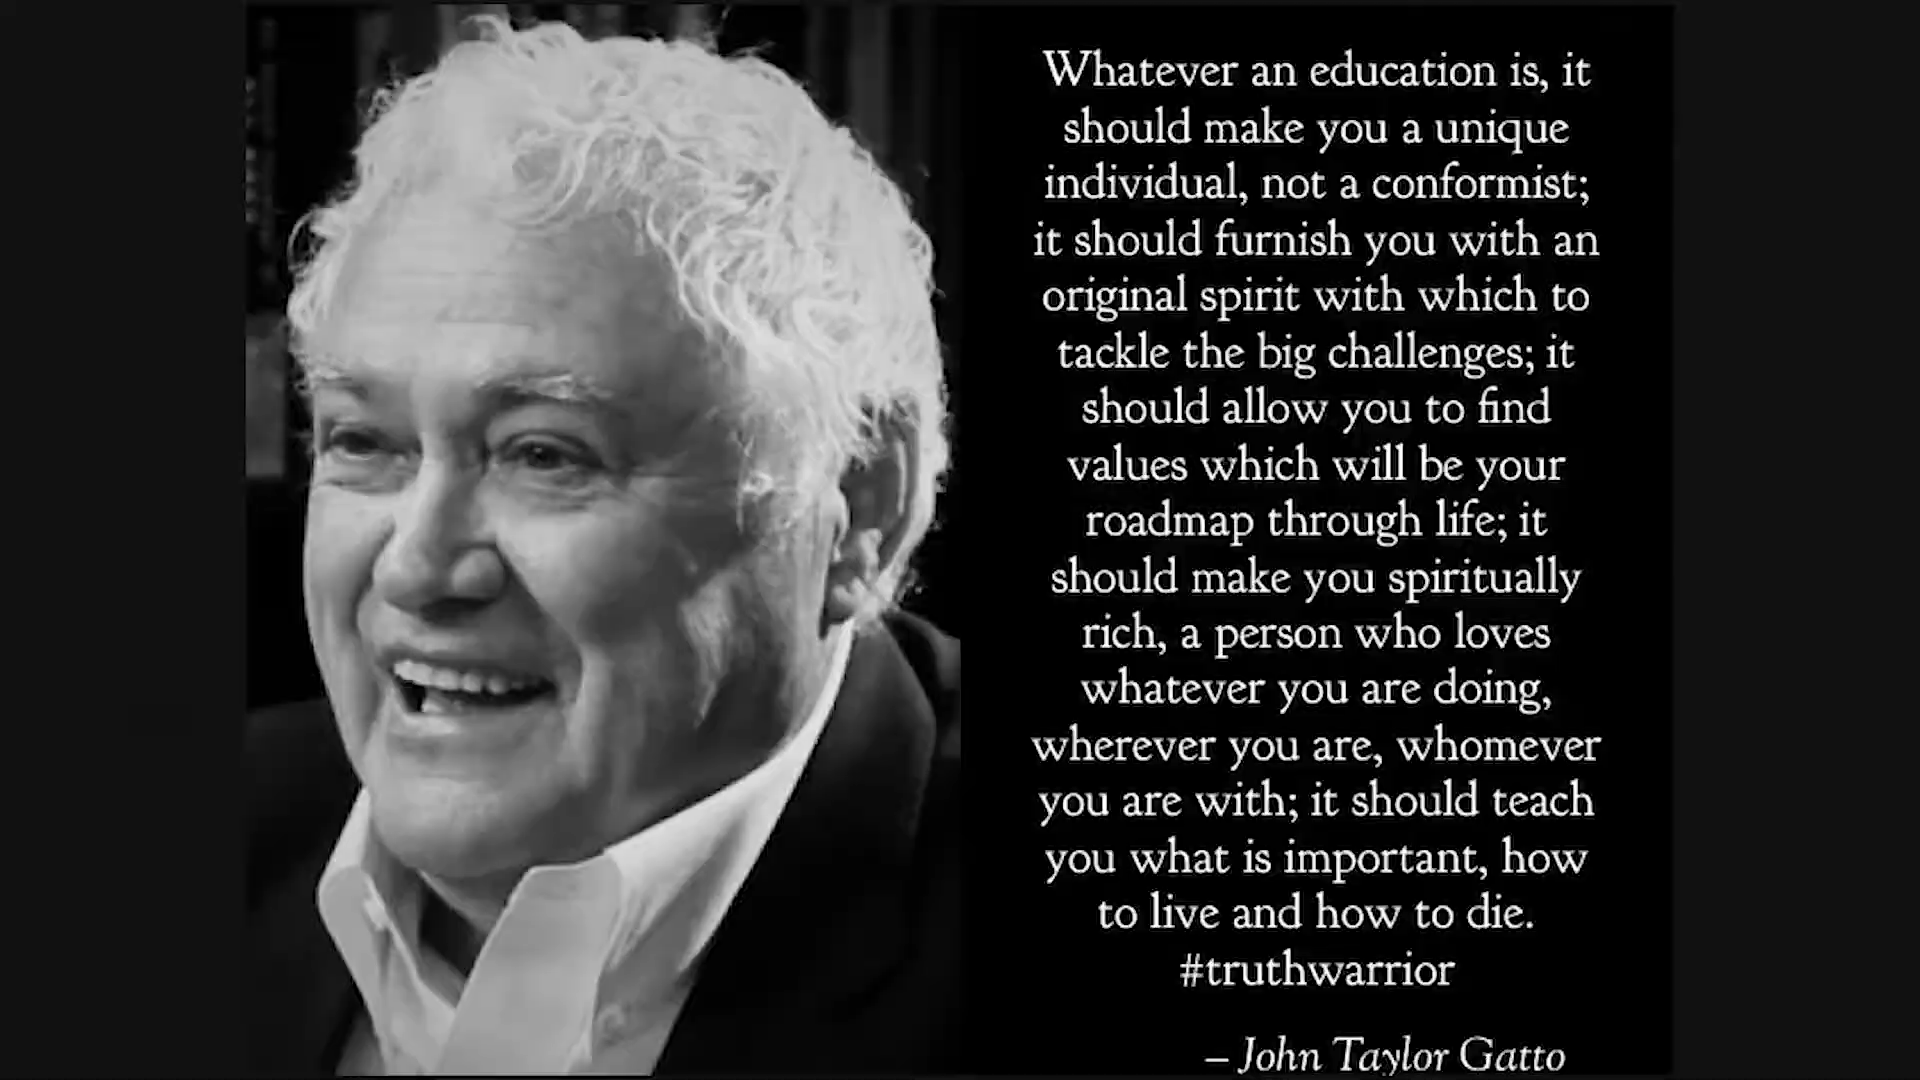 Whatever an education is, it
should make you a unique
individual, not a conformist;
it should furnish you with an
original spirit with which to
tackle the big challenges; it
should allow you to find
values which will be your
roadmap through life; it
should make you spiritually
rich, a person who loves
whatever you are doing,
wherever you are, whomever
you are with; it should teach
you what is important, how
to live and how to die.
#truthwarrior
– John Taylor Gatto